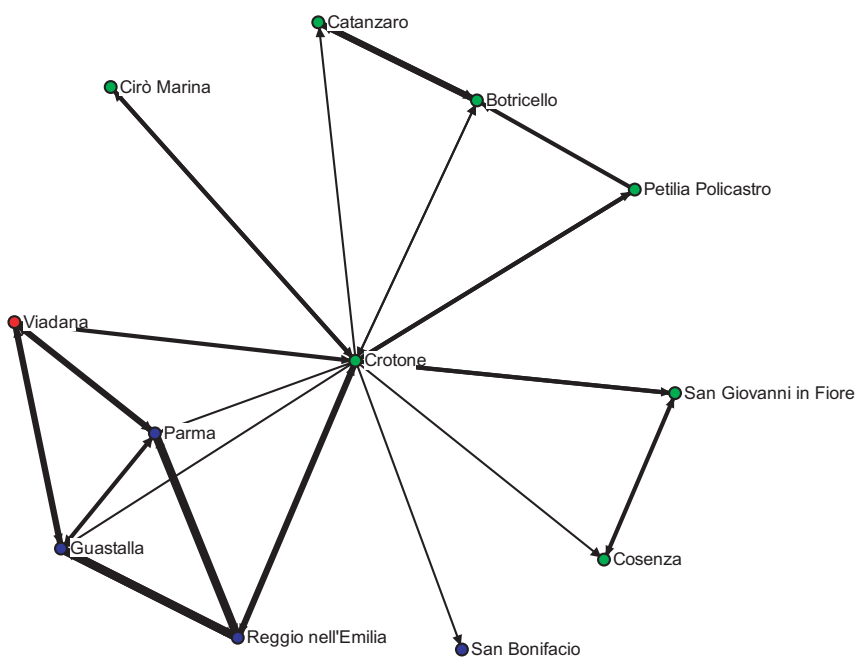 Catanzaro
Cirò Marina
Botricello
Petilia Policastro
Viadana
Crotone
San Giovanni in Fiore
Parma
Guastalla
Cosenza
Reggio nell'Emilia
San Bonifacio